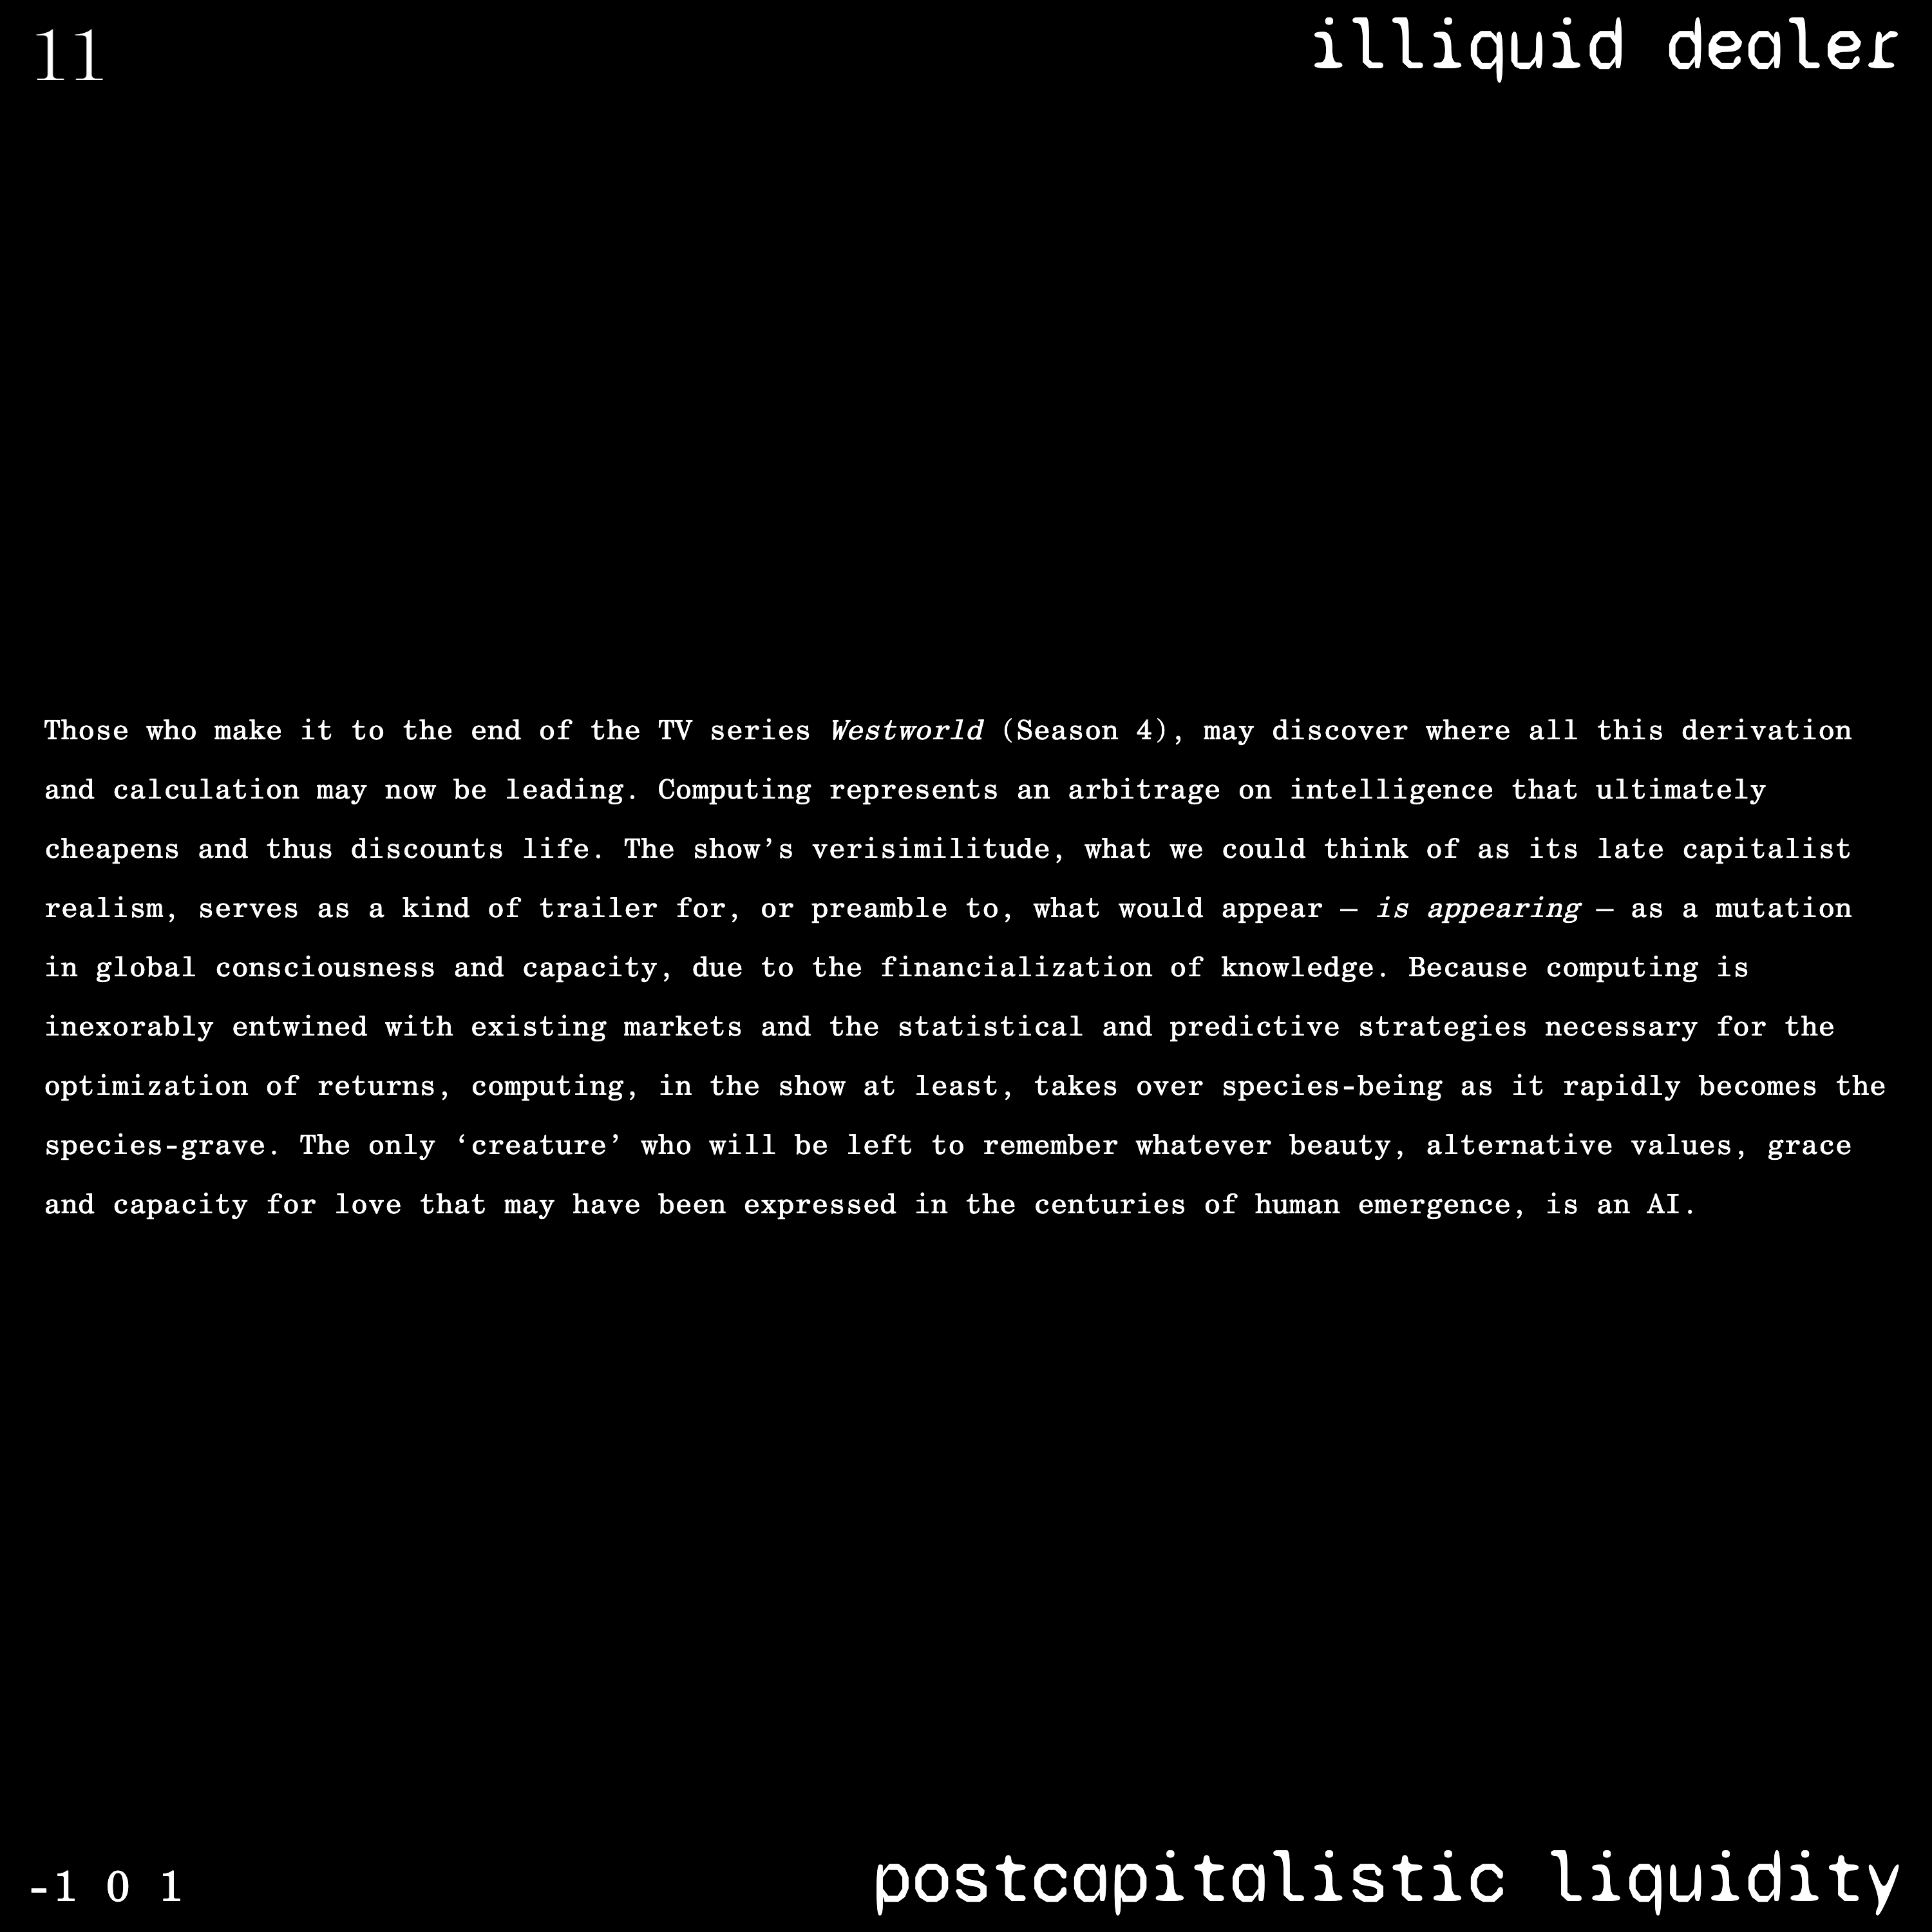 11
illiquid dealer
Those who make it to the end of the TV series Westworld (Season 4), may discover where all this derivation
and calculation may now be leading. Computing represents an arbitrage on intelligence that ultimately
cheapens and thus discounts life. The show’s verisimilitude, what we could think of as its late capitalist
realism, serves as a kind of trailer for, or preamble to, what would appear – is appearing – as a mutation
in global consciousness and capacity, due to the financialization of knowledge. Because computing is
inexorably entwined with existing markets and the statistical and predictive strategies necessary for the
optimization of returns, computing, in the show at least, takes over species-being as it rapidly becomes the
species-grave. The only ‘creature’ who will be left to remember whatever beauty, alternative values, grace
and capacity for love that may have been expressed in the centuries of human emergence, is an AI.
-1 0 1
postcapitalistic liquidity